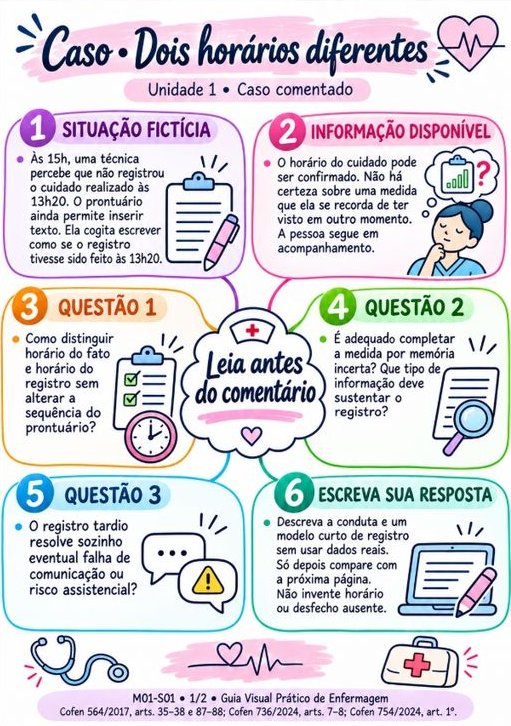 Caso • Dois horários diferentes
Unidade 1 • Caso comentado
1 SITUAÇÃO FICTÍCIA
• Às 15h, uma técnica
percebe que não registrou
o cuidado realizado às
13h20. O prontuário
ainda permite inserir
texto. Ela cogita escrever
como se o registro
tivesse sido feito às 13h20.
2 INFORMAÇÃO DISPONÍVEL
• O horário do cuidado pode
ser confirmado. Não há
certeza sobre uma medida
que ela se recorda de ter
visto em outro momento.
A pessoa segue em
acompanhamento.
?
3 QUESTÃO 1
• Como distinguir
horário do fato
e horário do
registro sem
alterar a
sequência do
prontuário?
4 QUESTÃO 2
• É adequado completar
a medida por memória
incerta? Que tipo de
informação deve
sustentar o
registro?
Leia antes
do comentário
5 QUESTÃO 3
• O registro tardio
resolve sozinho
eventual falha de
comunicação ou
risco assistencial?
6 ESCREVA SUA RESPOSTA
• Descreva a conduta e um
modelo curto de registro
sem usar dados reais.
Só depois compare com
a próxima página.
Não invente horário
ou desfecho ausente.
M01-S01 • 1/2 • Guia Visual Prático de Enfermagem
Cofen 564/2017, arts. 35–38 e 87–88; Cofen 736/2024, arts. 7–8; Cofen 754/2024, art. 1º.